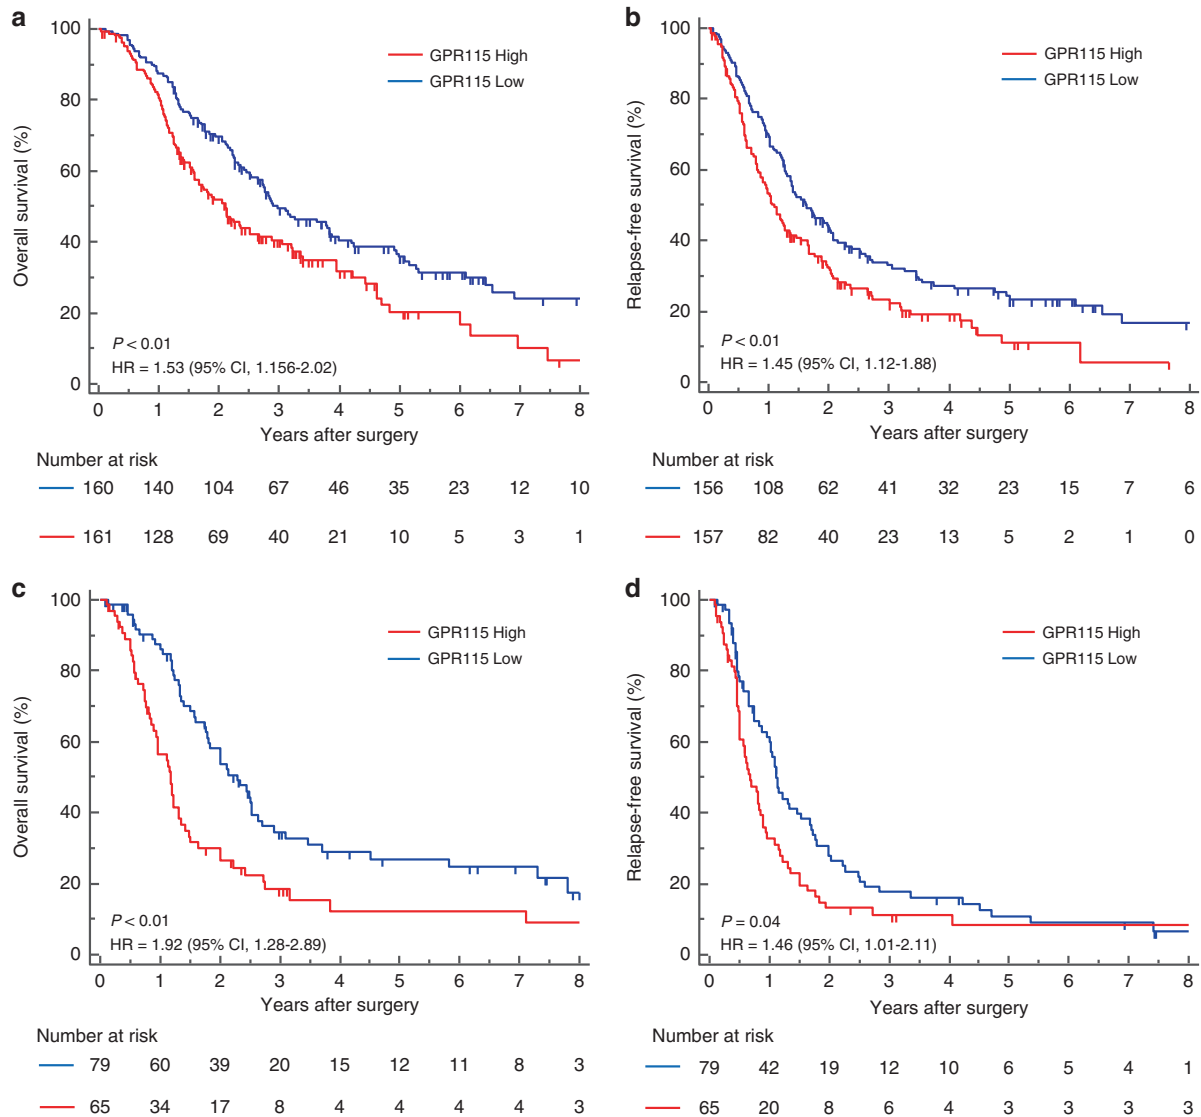 a
100
80
60
40
20
0
Overall survival (%)
GPR115 High
GPR115 Low
P < 0.01
HR = 1.53 (95% CI, 1.156-2.02)
0 1 2 3 4 5 6 7 8
Years after surgery
Number at risk
160 140 104 67 46 35 23 12 10
161 128 69 40 21 10 5 3 1
b
100
80
60
40
20
0
Relapse-free survival (%)
GPR115 High
GPR115 Low
P < 0.01
HR = 1.45 (95% CI, 1.12-1.88)
0 1 2 3 4 5 6 7 8
Years after surgery
Number at risk
156 108 62 41 32 23 15 7 6
157 82 40 23 13 5 2 1 0
c
100
80
60
40
20
0
Overall survival (%)
GPR115 High
GPR115 Low
P < 0.01
HR = 1.92 (95% CI, 1.28-2.89)
0 1 2 3 4 5 6 7 8
Years after surgery
Number at risk
79 60 39 20 15 12 11 8 3
65 34 17 8 4 4 4 4 3
d
100
80
60
40
20
0
Relapse-free survival (%)
GPR115 High
GPR115 Low
P = 0.04
HR = 1.46 (95% CI, 1.01-2.11)
0 1 2 3 4 5 6 7 8
Years after surgery
Number at risk
79 42 19 12 10 6 5 4 1
65 20 8 6 4 3 3 3 3